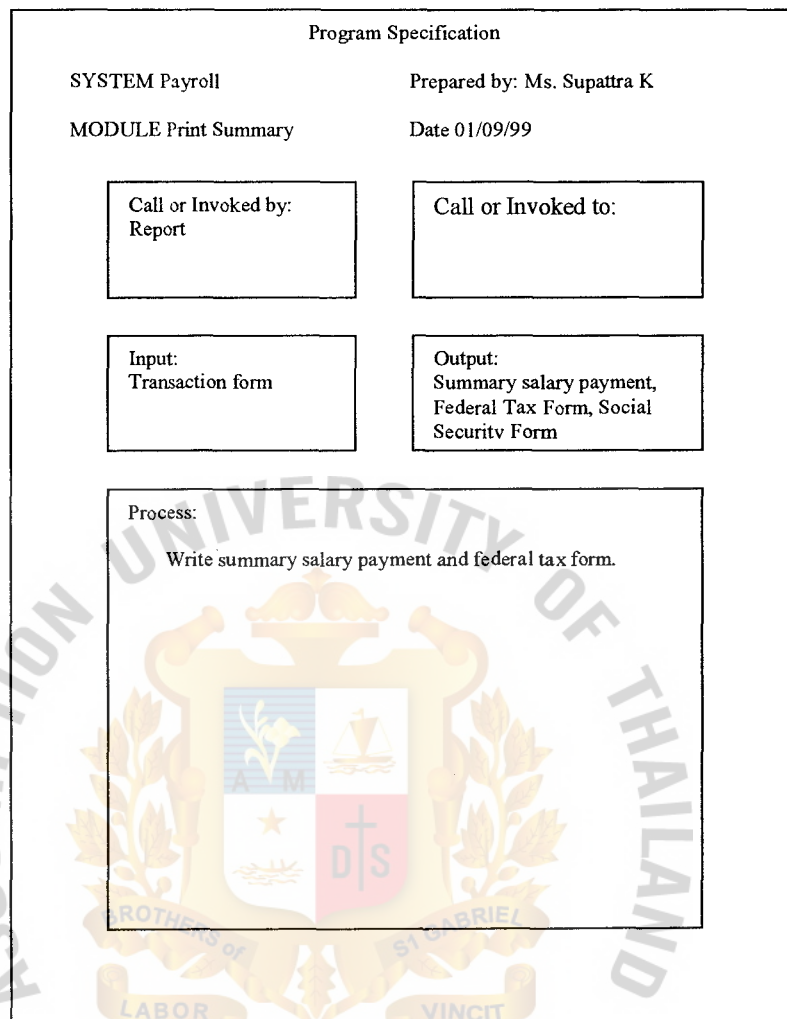 Program Specification
SYSTEM Payroll
Prepared by: Ms. Supattra K
MODULE Print Summary
Date 01/09/99
Call or Invoked by:
Report
Call or Invoked to:
Input:
Transaction form
Output:
Summary salary payment,
Federal Tax Form, Social
Security Form
Process:
Write summary salary payment and federal tax form.
UNIVERSITY OF THAILAND
A M
D S
BROTHERS of ST GABRIEL
LABOR VINCIT